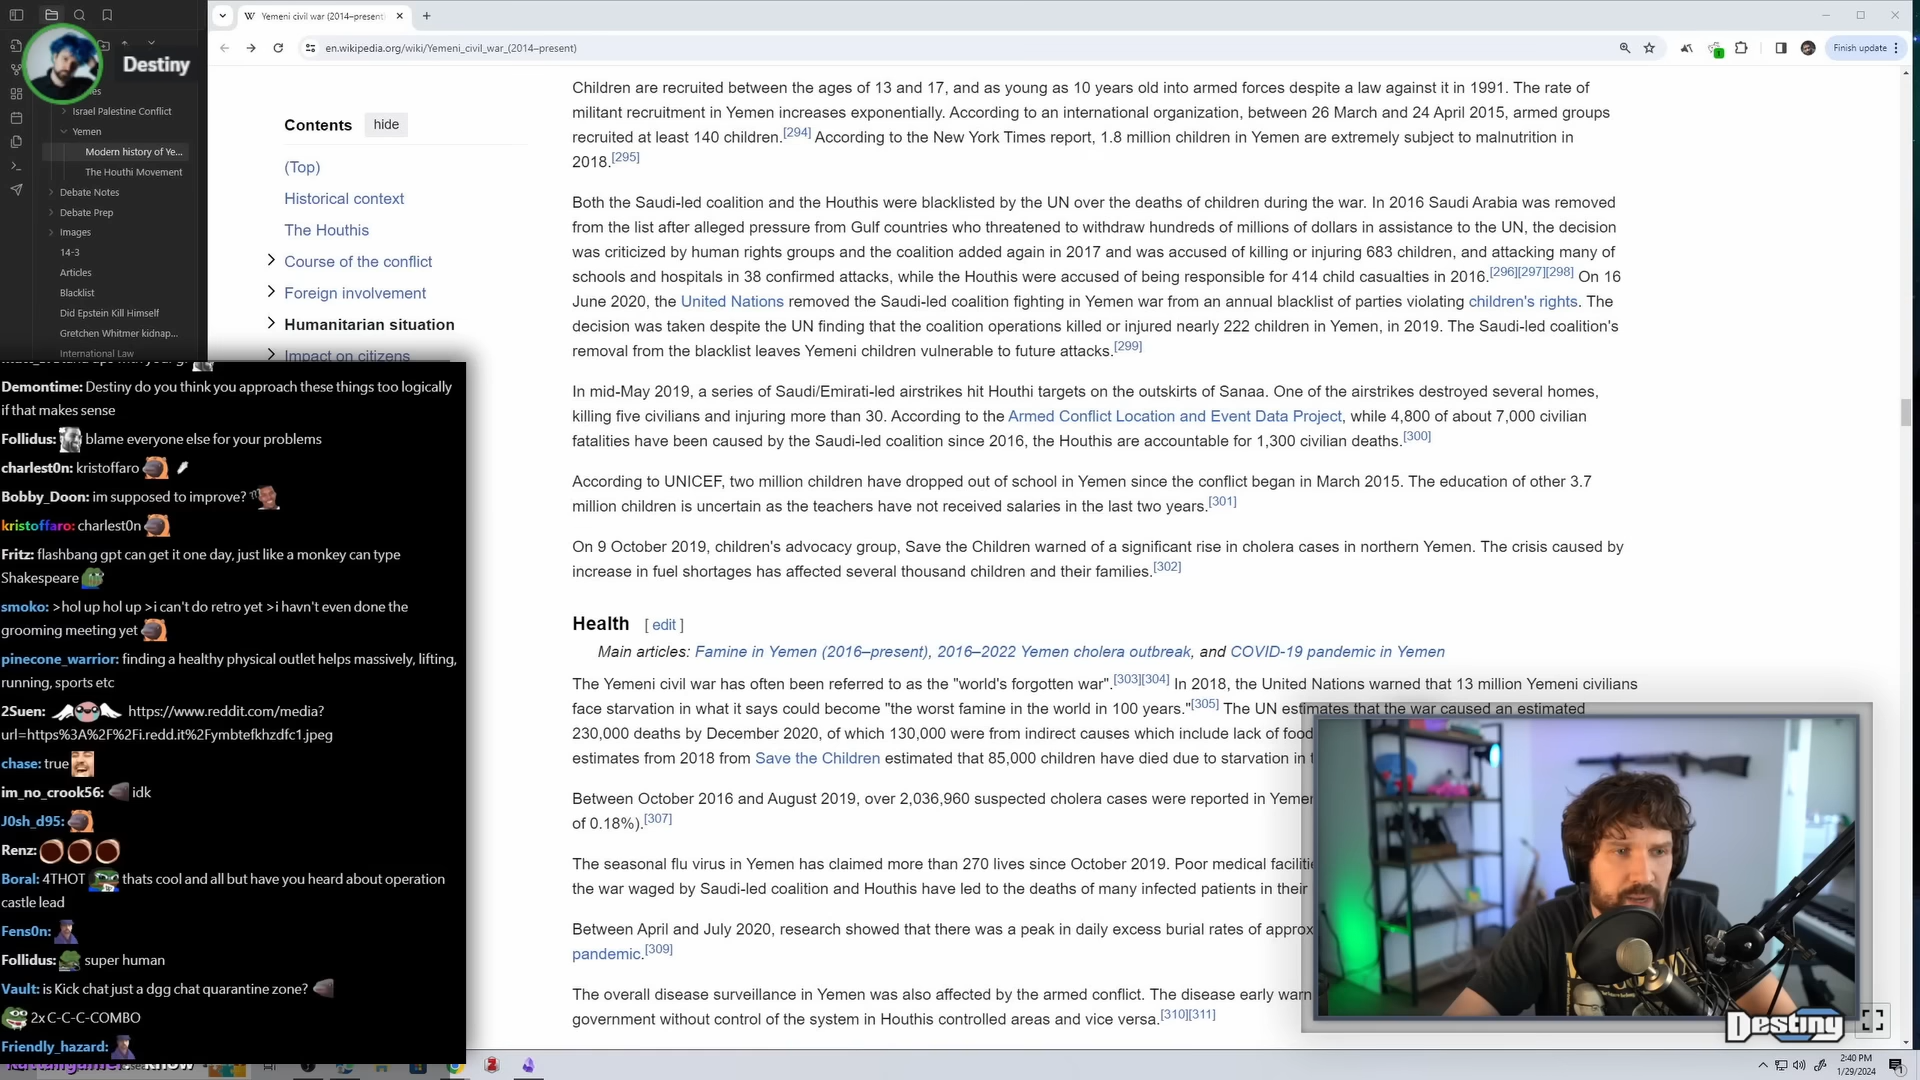 Yemeni civil war (2014–present
en.wikipedia.org/wiki/Yemeni_civil_war_(2014–present)
Finish update
Destiny
Israel Palestine Conflict
Yemen
Modern history of Ye...
The Houthi Movement
Debate Notes
Debate Prep
Images
14-3
Articles
Blacklist
Did Epstein Kill Himself
Gretchen Whitmer kidnap...
International Law
Contents hide
(Top)
Historical context
The Houthis
Course of the conflict
Foreign involvement
Humanitarian situation
Impact on citizens
Children are recruited between the ages of 13 and 17, and as young as 10 years old into armed forces despite a law against it in 1991. The rate of
militant recruitment in Yemen increases exponentially. According to an international organization, between 26 March and 24 April 2015, armed groups
recruited at least 140 children.[294] According to the New York Times report, 1.8 million children in Yemen are extremely subject to malnutrition in
2018.[295]
Both the Saudi-led coalition and the Houthis were blacklisted by the UN over the deaths of children during the war. In 2016 Saudi Arabia was removed
from the list after alleged pressure from Gulf countries who threatened to withdraw hundreds of millions of dollars in assistance to the UN, the decision
was criticized by human rights groups and the coalition added again in 2017 and was accused of killing or injuring 683 children, and attacking many of
schools and hospitals in 38 confirmed attacks, while the Houthis were accused of being responsible for 414 child casualties in 2016.[296][297][298] On 16
June 2020, the United Nations removed the Saudi-led coalition fighting in Yemen war from an annual blacklist of parties violating children's rights. The
decision was taken despite the UN finding that the coalition operations killed or injured nearly 222 children in Yemen, in 2019. The Saudi-led coalition's
removal from the blacklist leaves Yemeni children vulnerable to future attacks.[299]
In mid-May 2019, a series of Saudi/Emirati-led airstrikes hit Houthi targets on the outskirts of Sanaa. One of the airstrikes destroyed several homes,
killing five civilians and injuring more than 30. According to the Armed Conflict Location and Event Data Project, while 4,800 of about 7,000 civilian
fatalities have been caused by the Saudi-led coalition since 2016, the Houthis are accountable for 1,300 civilian deaths.[300]
According to UNICEF, two million children have dropped out of school in Yemen since the conflict began in March 2015. The education of other 3.7
million children is uncertain as the teachers have not received salaries in the last two years.[301]
On 9 October 2019, children's advocacy group, Save the Children warned of a significant rise in cholera cases in northern Yemen. The crisis caused by
increase in fuel shortages has affected several thousand children and their families.[302]
Health [ edit ]
Main articles: Famine in Yemen (2016–present), 2016–2022 Yemen cholera outbreak, and COVID-19 pandemic in Yemen
The Yemeni civil war has often been referred to as the "world's forgotten war".[303][304] In 2018, the United Nations warned that 13 million Yemeni civilians
face starvation in what it says could become "the worst famine in the world in 100 years."[305] The UN estimates that the war caused an estimated
230,000 deaths by December 2020, of which 130,000 were from indirect causes which include lack of food
estimates from 2018 from Save the Children estimated that 85,000 children have died due to starvation in
Between October 2016 and August 2019, over 2,036,960 suspected cholera cases were reported in Yemen
of 0.18%).[307]
The seasonal flu virus in Yemen has claimed more than 270 lives since October 2019. Poor medical
the war waged by Saudi-led coalition and Houthis have led to the deaths of many infected patients in their
Between April and July 2020, research showed that there was a peak in daily excess burial rates of
pandemic.[309]
The overall disease surveillance in Yemen was also affected by the armed conflict. The disease early
government without control of the system in Houthis controlled areas and vice versa.[310][311]
Demontime: Destiny do you think you approach these things too logically
if that makes sense
Follidus: blame everyone else for your problems
charlest0n: kristoffaro
Bobby_Doon: im supposed to improve?
kristoffaro: charlest0n
Fritz: flashbang gpt can get it one day, just like a monkey can type
Shakespeare
smoko: >hol up hol up >i can't do retro yet >i havn't even done the
grooming meeting yet
pinecone_warrior: finding a healthy physical outlet helps massively, lifting,
running, sports etc
2Suen: https://www.reddit.com/media?
url=https%3A%2F%2Fi.redd.it%2Fymbtefkhzdfc1.jpeg
chase: true
im_no_crook56: idk
J0sh_d95:
Renz:
Boral: 4THOT thats cool and all but have you heard about operation
castle lead
Fens0n:
Follidus: super human
Vault: is Kick chat just a dgg chat quarantine zone?
2x C-C-C-COMBO
Friendly_hazard:
Destiny
2:40 PM
1/29/2024